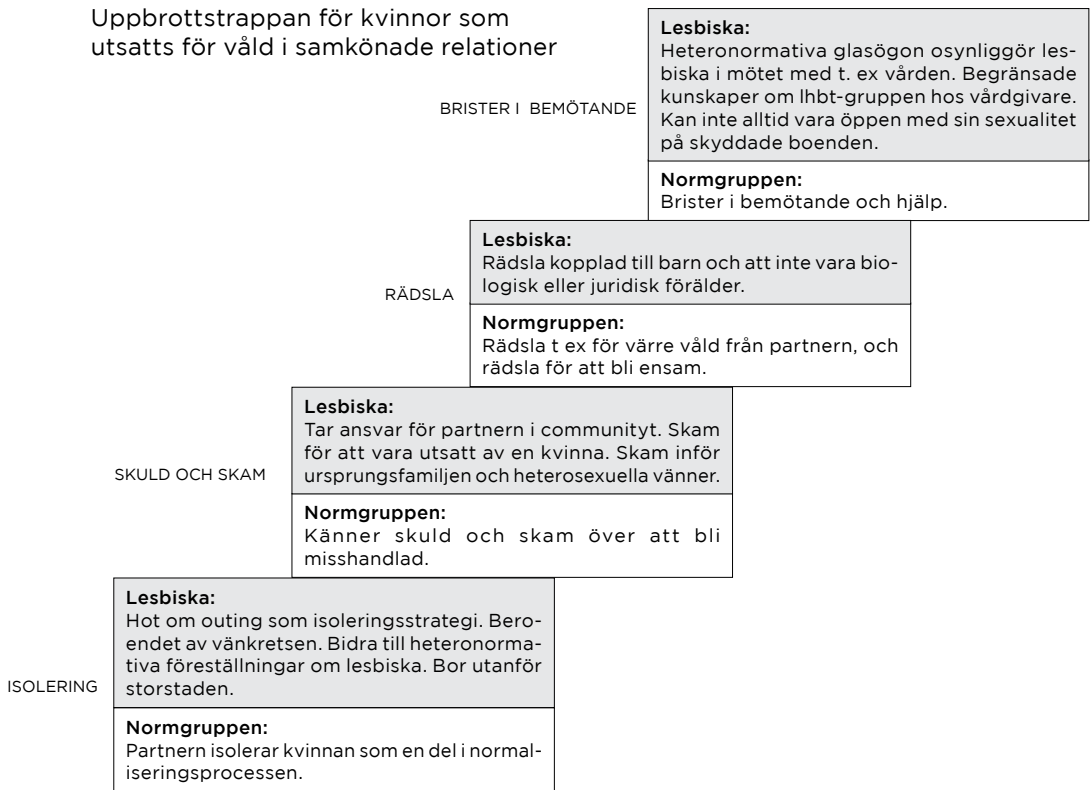 Uppbrottstrappan för kvinnor som
utsatts för våld i samkönade relationer
BRISTER I BEMÖTANDE
Lesbiska:
Heteronormativa glasögon osynliggör les-
biska i mötet med t. ex vården. Begränsade
kunskaper om lhbt-gruppen hos vårdgivare.
Kan inte alltid vara öppen med sin sexualitet
på skyddade boenden.
Normgruppen:
Brister i bemötande och hjälp.
RÄDSLA
Lesbiska:
Rädsla kopplad till barn och att inte vara bio-
logisk eller juridisk förälder.
Normgruppen:
Rädsla t ex för värre våld från partnern, och
rädsla för att bli ensam.
SKULD OCH SKAM
Lesbiska:
Tar ansvar för partnern i communityt. Skam
för att vara utsatt av en kvinna. Skam inför
ursprungsfamiljen och heterosexuella vänner.
Normgruppen:
Känner skuld och skam över att bli
misshandlad.
ISOLERING
Lesbiska:
Hot om outing som isoleringsstrategi. Bero-
endet av vänkretsen. Bidra till heteronorma-
tiva föreställningar om lesbiska. Bor utanför
storstaden.
Normgruppen:
Partnern isolerar kvinnan som en del i normal-
iseringsprocessen.